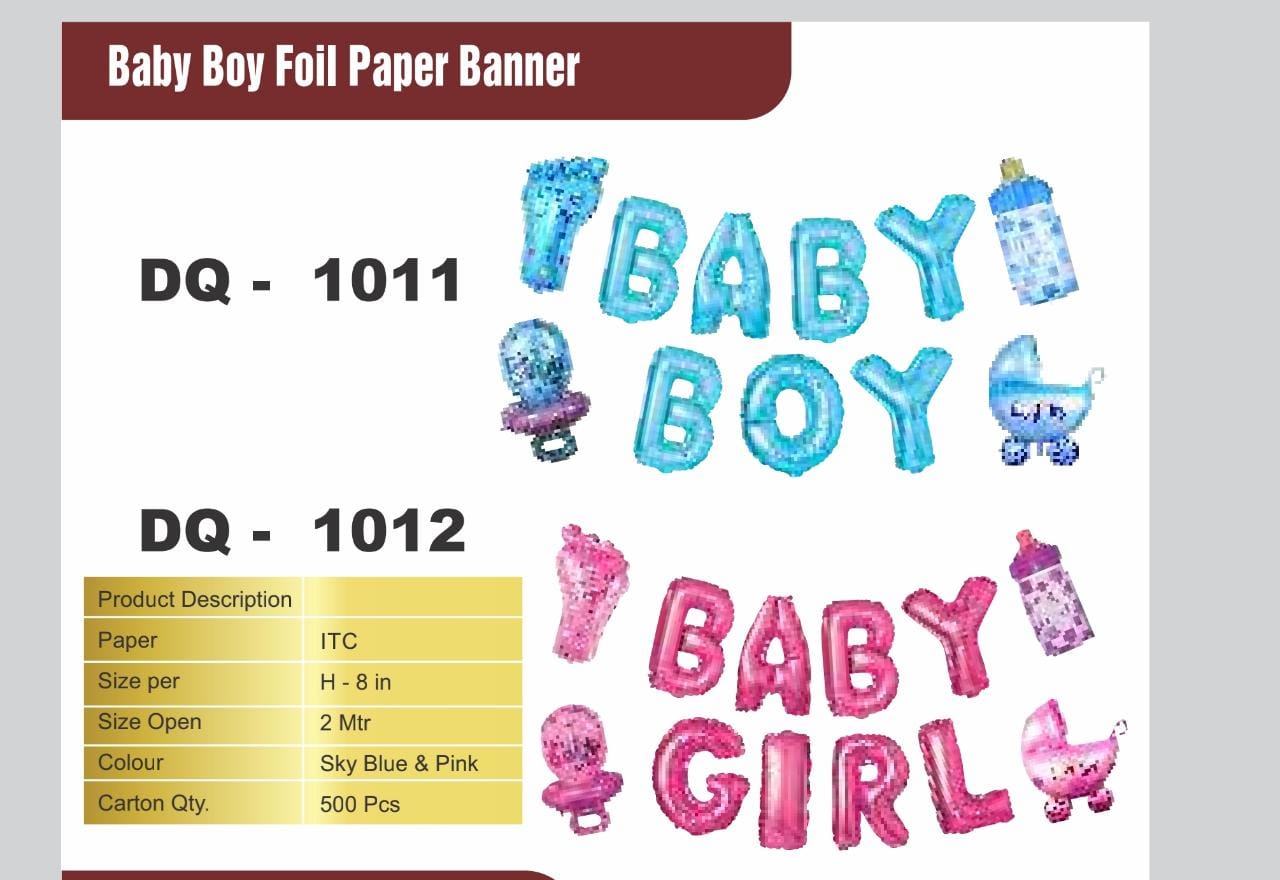 Baby Boy Foil Paper Banner
DQ - 1011
BABY
BOY
DQ - 1012
Product Description
Paper ITC
Size per H - 8 in
Size Open 2 Mtr
Colour Sky Blue & Pink
Carton Qty. 500 Pcs
BABY
GIRL